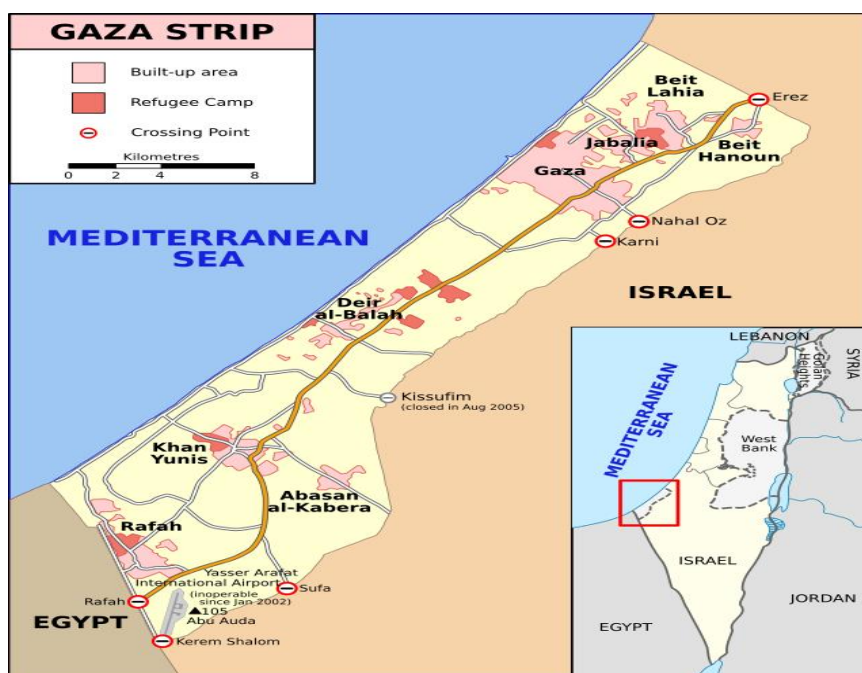 GAZA STRIP
Built-up area
Refugee Camp
Crossing Point
Kilometres
0 2 4 8
Beit
Lahia
Erez
Jabalia
Beit
Hanoun
Gaza
Nahal Oz
Karni
MEDITERRANEAN
SEA
ISRAEL
Deir
al-Balah
Kissufim
(closed in Aug 2005)
Khan
Yunis
Abasan
al-Kabera
Rafah
Yasser Arafat
International Airport
(inoperable
since Jan 2002)
Sufa
Rafah
105
Abu Auda
EGYPT
Kerem Shalom
LEBANON
SYRIA
Golan
Heights
MEDITERRANEAN
SEA
West
Bank
ISRAEL
JORDAN
EGYPT